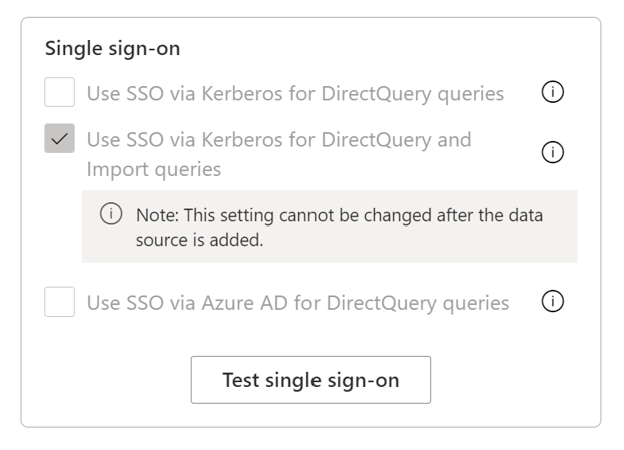 Single sign-on
Use SSO via Kerberos for DirectQuery queries
Use SSO via Kerberos for DirectQuery and
Import queries
Note: This setting cannot be changed after the data
source is added.
Use SSO via Azure AD for DirectQuery queries
Test single sign-on